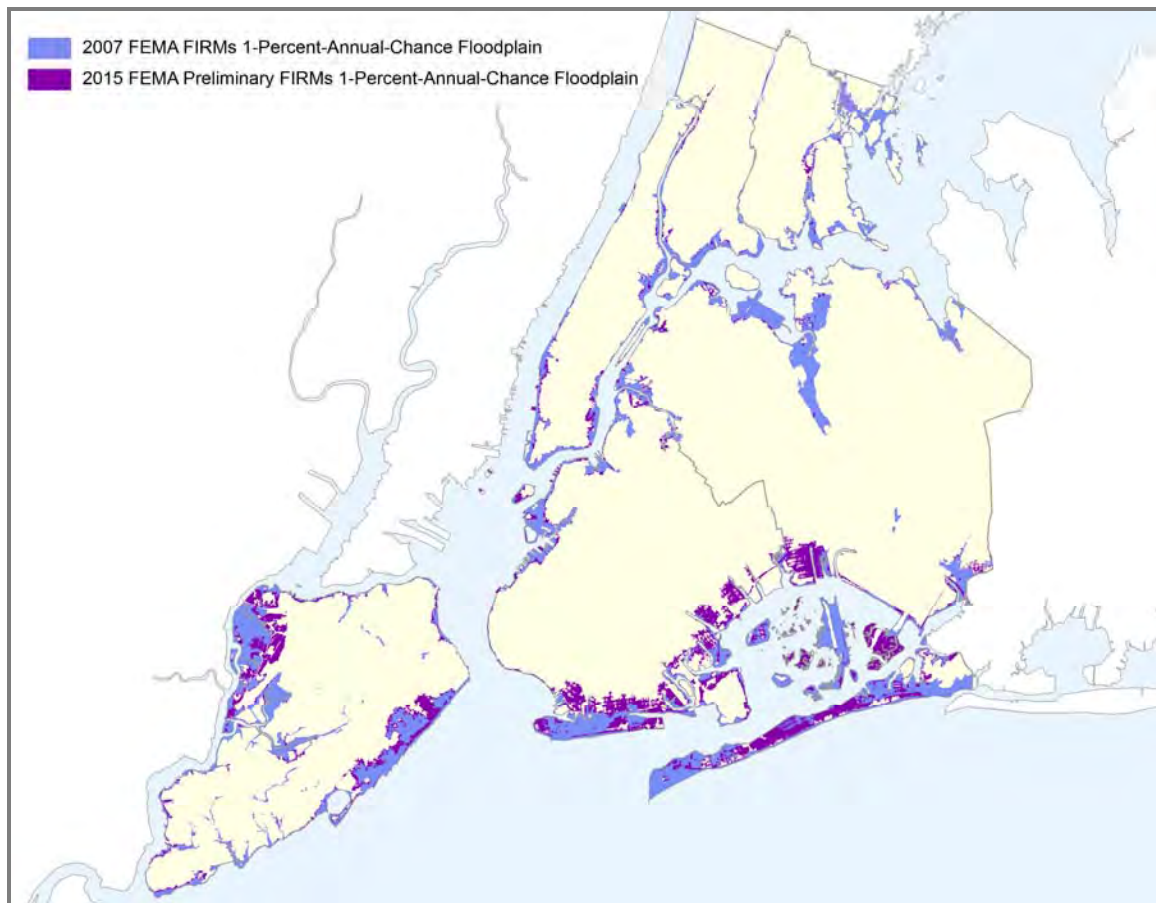 2007 FEMA FIRMs 1-Percent-Annual-Chance Floodplain
2015 FEMA Preliminary FIRMs 1-Percent-Annual-Chance Floodplain